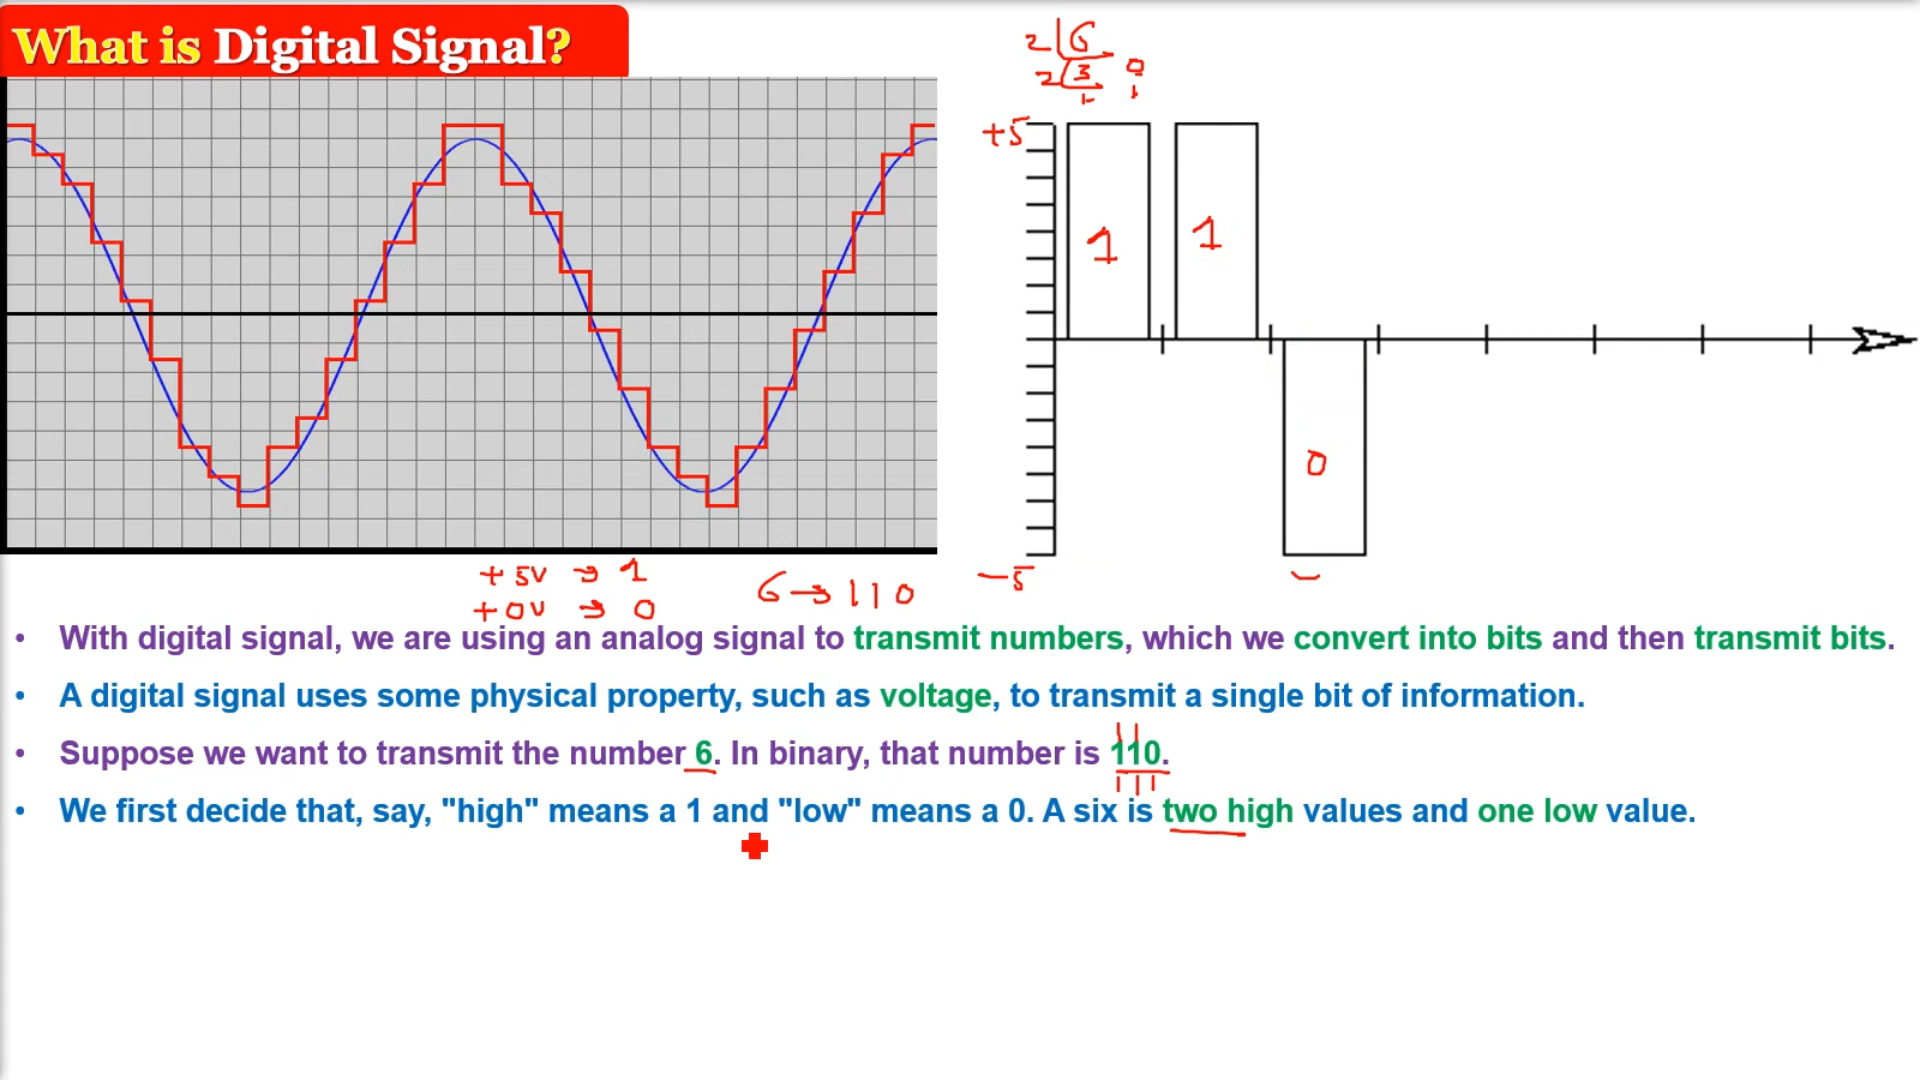 What is Digital Signal?
2 6
2 3 0
1 1
+5
1 1
0
-5
+5V → 1
+0V → 0
6 → 110
• With digital signal, we are using an analog signal to transmit numbers, which we convert into bits and then transmit bits.
• A digital signal uses some physical property, such as voltage, to transmit a single bit of information.
• Suppose we want to transmit the number 6. In binary, that number is 110.
• We first decide that, say, "high" means a 1 and "low" means a 0. A six is two high values and one low value.